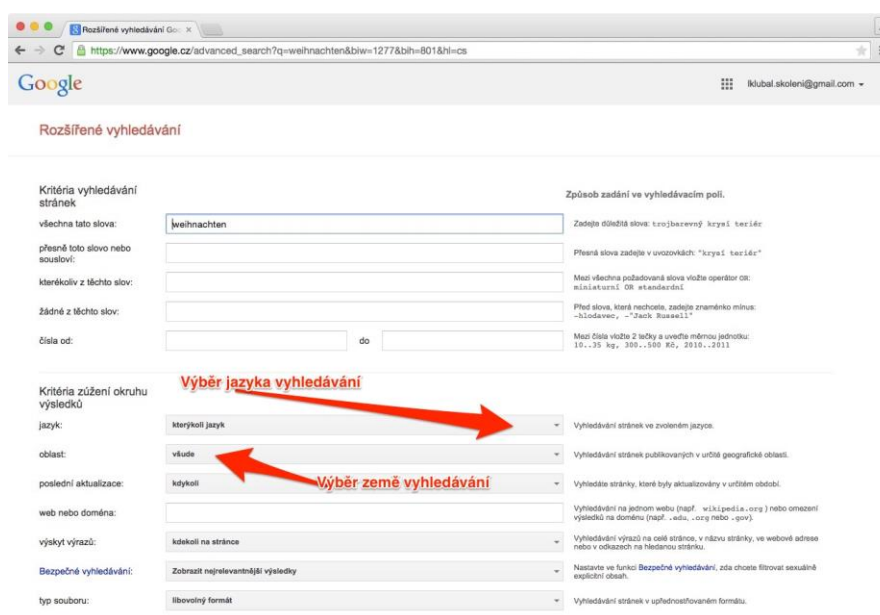 Rozšířené vyhledávání Goo
https://www.google.cz/advanced_search?q=weihnachten&biw=1277&bih=801&hl=cs
Google
lklubal.skoleni@gmail.com
Rozšířené vyhledávání
Kritéria vyhledávání stránek
Způsob zadání ve vyhledávacím poli.
všechna tato slova:
weihnachten
Zadejte důležitá slova: trojbarevný krysí teriér
přesně toto slovo nebo sousloví:
Přesná slova zadejte v uvozovkách: "krysí teriér"
kterékoliv z těchto slov:
Mezi všechna požadovaná slova vložte operátor OR:
miniaturní OR standardní
žádné z těchto slov:
Před slova, která nechcete, zadejte znaménko minus:
-hlodavec, -"Jack Russell"
čísla od:
do
Mezi čísla vložte 2 tečky a uveďte měrnou jednotku:
10..35 kg, 300..500 Kč, 2010..2011
Výběr jazyka vyhledávání
Kritéria zúžení okruhu výsledků
jazyk:
kterýkoli jazyk
Vyhledávání stránek ve zvoleném jazyce.
oblast:
všude
Vyhledávání stránek publikovaných v určité geografické oblasti.
Výběr země vyhledávání
poslední aktualizace:
kdykoli
Vyhledáte stránky, které byly aktualizovány v určitém období.
web nebo doména:
Vyhledávání na jednom webu (např. wikipedia.org ) nebo omezení
výsledků na doménu (např. .edu, .org nebo .gov).
výskyt výrazů:
kdekoli na stránce
Vyhledávání výrazů na celé stránce, v názvu stránky, ve webové adrese
nebo v odkazech na hledanou stránku.
Bezpečné vyhledávání:
Zobrazit nejrelevantnější výsledky
Nastavte ve funkci Bezpečné vyhledávání, zda chcete filtrovat sexuálně
explicitní obsah.
typ souboru:
libovolný formát
Vyhledávání stránek v upřednostňovaném formátu.